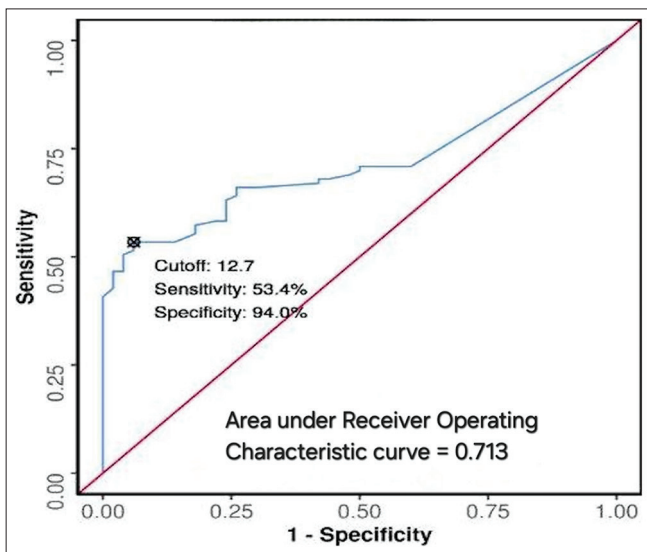 1.00
0.75
0.50
0.25
0.00
Sensitivity
Cutoff: 12.7
Sensitivity: 53.4%
Specificity: 94.0%
Area under Receiver Operating
Characteristic curve = 0.713
0.00 0.25 0.50 0.75 1.00
1 - Specificity